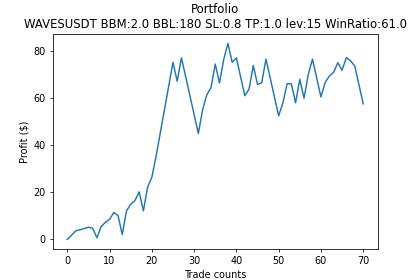 Portfolio
WAVESUSDT BBM:2.0 BBL:180 SL:0.8 TP:1.0 lev:15 WinRatio:61.0
80
60
40
20
0
Profit ($)
0 10 20 30 40 50 60 70
Trade counts